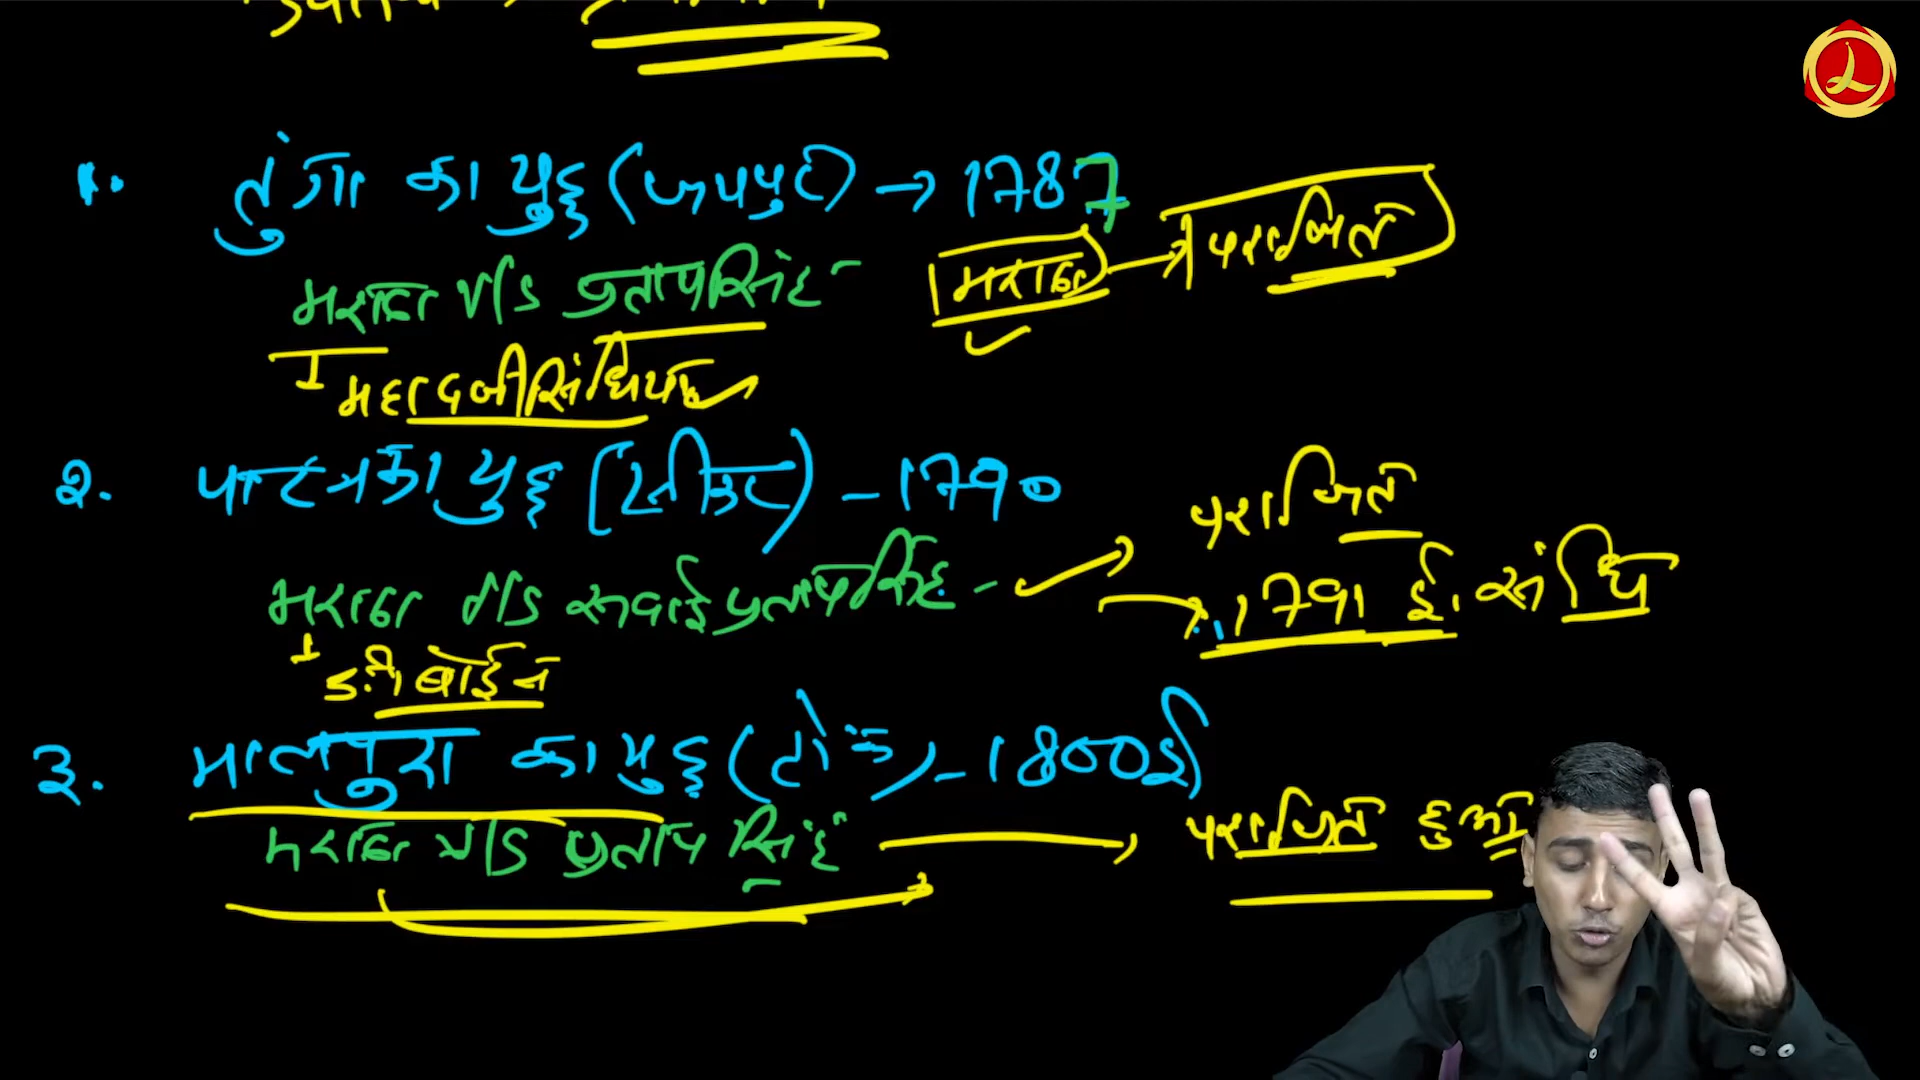 1. तुंगा का युद्ध (जयपुर) → 1787
मराठा V/S प्रतापसिंह -
मराठा → पराजित
महादजी सिंधिया
2. पाटन का युद्ध (सीकर) - 1790
पराजित
मराठा V/S सवाई प्रतापसिंह -
→ 1791 ई. संधि
डी बोईन
3. मालपुरा का युद्ध (टोंक) - 1800ई
मराठा V/S प्रताप सिंह → पराजित हुआ